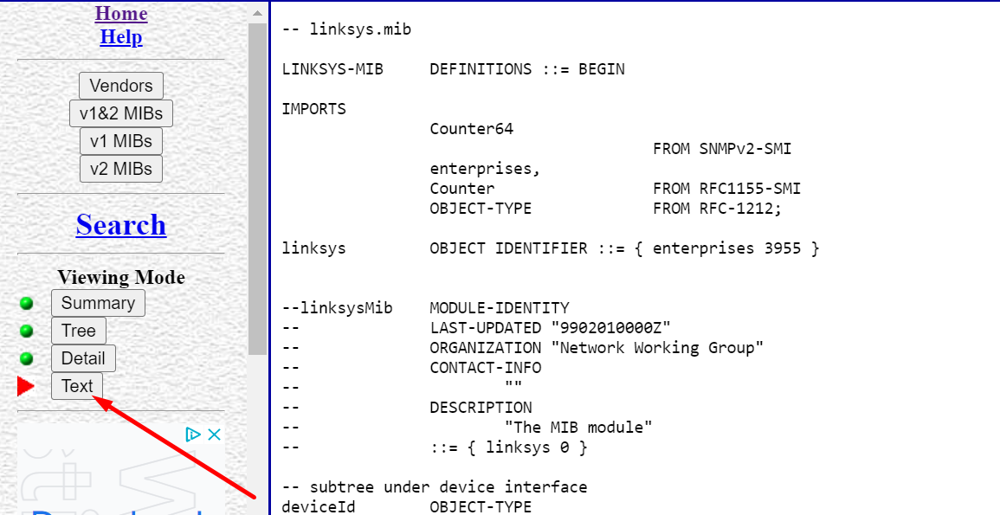 Home
Help
Vendors
v1&2 MIBs
v1 MIBs
v2 MIBs
Search
Viewing Mode
Summary
Tree
Detail
Text
-- linksys.mib
LINKSYS-MIB     DEFINITIONS ::= BEGIN
IMPORTS
Counter64
FROM SNMPv2-SMI
enterprises,
Counter                 FROM RFC1155-SMI
OBJECT-TYPE             FROM RFC-1212;
linksys         OBJECT IDENTIFIER ::= { enterprises 3955 }
--linksysMib    MODULE-IDENTITY
--              LAST-UPDATED "9902010000Z"
--              ORGANIZATION "Network Working Group"
--              CONTACT-INFO
--                      ""
--              DESCRIPTION
--                      "The MIB module"
--              ::= { linksys 0 }
-- subtree under device interface
deviceId        OBJECT-TYPE